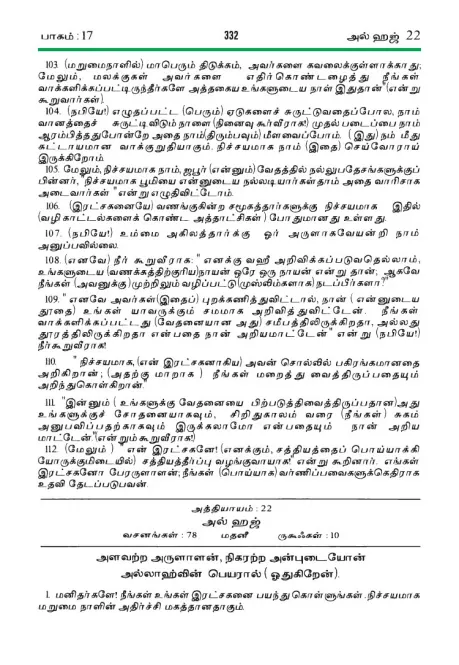 பாகம் : 17 332 அல் ஹஜ் 22
103. (மறுமைநாளில்) மாபெரும் திடுக்கம், அவர்களை கவலைக்குள்ளாக்காது;
மேலும், மலக்குகள் அவர்களை எதிர்கொண்டழைத்து நீங்கள்
வாக்களிக்கப்பட்டிருந்தீர்களே அத்தகைய உங்களுடைய நாள் இதுதான்" (என்று
கூறுவார்கள்).
104. (நபியே!) எழுதப்பட்ட (பெரும்) ஏடுகளைச் சுருட்டுவதைப்போல, நாம்
வானத்தைச் சுருட்டிவிடும் நாளை (நினைவு கூர்வீராக!) முதல் படைப்பை நாம்
ஆரம்பித்ததுபோன்றே அதை நாம்(திரும்பவும்) மீளவைப்போம். (இது) நம் மீது
கட்டாயமான வாக்குறுதியாகும். நிச்சயமாக நாம் (இதை) செய்வோராய்
இருக்கிறோம்.
105. மேலும், நிச்சயமாக நாம், ஜபூர் (என்னும்) வேதத்தில் நல்லுபதேசங்களுக்குப்
பின்னர், "நிச்சயமாக பூமியை என்னுடைய நல்லடியார்கள் தாம் அதை வாரிசாக
அடைவார்கள்" என்று எழுதிவிட்டோம்.
106. (இரட்சகனையே) வணங்குகின்ற சமூகத்தார்களுக்கு நிச்சயமாக இதில்
(வழிகாட்டல்களைக் கொண்ட அத்தாட்சிகள்) போதுமானது உள்ளது.
107. (நபியே!) உம்மை அகிலத்தார்க்கு ஓர் அருளாகவேயன்றி நாம்
அனுப்பவில்லை.
108. (எனவே) நீர் கூறுவீராக: " எனக்கு வஹீ அறிவிக்கப்படுவதெல்லாம்,
உங்களுடைய (வணக்கத்திற்குரிய)நாயன் ஒரே ஒரு நாயன் என்று தான்; ஆகவே
நீங்கள் (அவனுக்கு)முற்றிலும் வழிப்பட்டு(முஸ்லிம்களாக) நடப்பீர்களா?"
109. " எனவே அவர்கள்(இதைப்) புறக்கணித்துவிட்டால், நான் ( என்னுடைய
தூதை) உங்கள் யாவருக்கும் சமமாக அறிவித்துவிட்டேன். நீங்கள்
வாக்களிக்கப்பட்டது (வேதனையான அது) சமீபத்திலிருக்கிறதா, அல்லது
தூரத்திலிருக்கிறதா என்பதை நான் அறியமாட்டேன்" என்று (நபியே!)
நீர்கூறுவீராக!
110. " நிச்சயமாக, (என் இரட்சகனாகிய) அவன் சொல்லில் பகிரங்கமானதை
அறிகிறான்; (அதற்கு மாறாக ) நீங்கள் மறைத்து வைத்திருப்பதையும்
அறிந்துகொள்கிறான்."
111. "இன்னும் ( உங்களுக்கு வேதனையை பிற்படுத்திவைத்திருப்பதான)அது
உங்களுக்குச் சோதனையாகவும், சிறிதுகாலம் வரை (நீங்கள்) சுகம்
அனுபவிப்பதற்காகவும் இருக்கலாமோ என்பதையும் நான் அறிய
மாட்டேன்."(என்றும்கூறுவீராக!)
112. (மேலும் ) "என் இரட்சகனே! (எனக்கும், சத்தியத்தைப் பொய்யாக்கி
யோருக்குமிடையில்) சத்தியத்தீர்ப்பு வழங்குவாயாக!" என்று கூறினார். எங்கள்
இரட்சகனோ பேரருளாளன்; நீங்கள் (பொய்யாக) வர்ணிப்பவைகளுக்கெதிராக
உதவி தேடப்படுபவன்.
அத்தியாயம் : 22
அல் ஹஜ்
வசனங்கள் : 78 மதனீ ருகூஃகள் : 10
அளவற்ற அருளாளன், நிகரற்ற அன்புடையோன்
அல்லாஹ்வின் பெயரால் ( ஓதுகிறேன்).
1. மனிதர்களே! நீங்கள் உங்கள் இரட்சகனை பயந்துகொள்ளுங்கள். நிச்சயமாக
மறுமை நாளின் அதிர்ச்சி மகத்தானதாகும்.